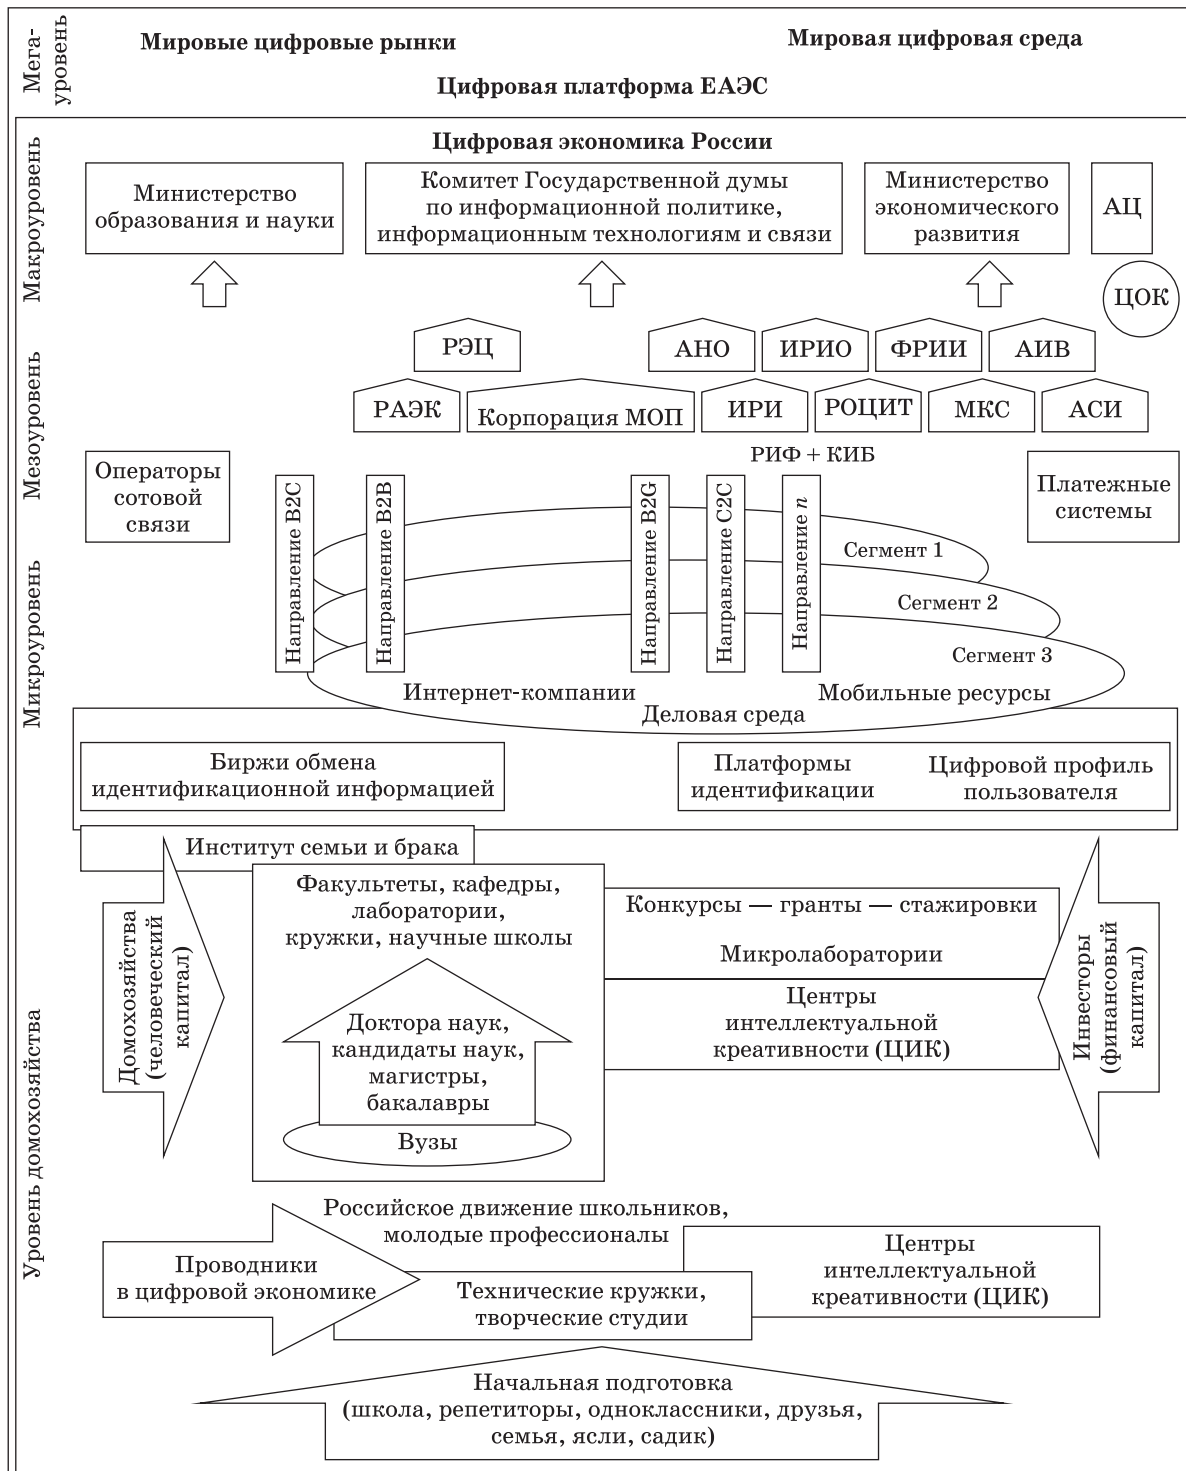 Мега-
уровень
Мировые цифровые рынки
Мировая цифровая среда
Цифровая платформа ЕАЭС
Макроуровень
Цифровая экономика России
Министерство
образования и науки
Комитет Государственной думы
по информационной политике,
информационным технологиям и связи
Министерство
экономического
развития
АЦ
ЦОК
Мезоуровень
РЭЦ
АНО
ИРИО
ФРИИ
АИВ
РАЭК
Корпорация МОП
ИРИ
РОЦИТ
МКС
АСИ
РИФ + КИБ
Операторы
сотовой
связи
Платежные
системы
Микроуровень
Направление B2C
Направление B2B
Направление B2G
Направление C2C
Направление n
Сегмент 1
Сегмент 2
Сегмент 3
Интернет-компании
Мобильные ресурсы
Деловая среда
Биржи обмена
идентификационной информацией
Платформы
идентификации
Цифровой профиль
пользователя
Уровень домохозяйства
Институт семьи и брака
Домохозяйства
(человеческий
капитал)
Факультеты, кафедры,
лаборатории,
кружки, научные школы
Доктора наук,
кандидаты наук,
магистры,
бакалавры
Вузы
Конкурсы — гранты — стажировки
Микролаборатории
Центры
интеллектуальной
креативности (ЦИК)
Инвесторы
(финансовый
капитал)
Российское движение школьников,
молодые профессионалы
Проводники
в цифровой экономике
Технические кружки,
творческие студии
Центры
интеллектуальной
креативности (ЦИК)
Начальная подготовка
(школа, репетиторы, одноклассники, друзья,
семья, ясли, садик)